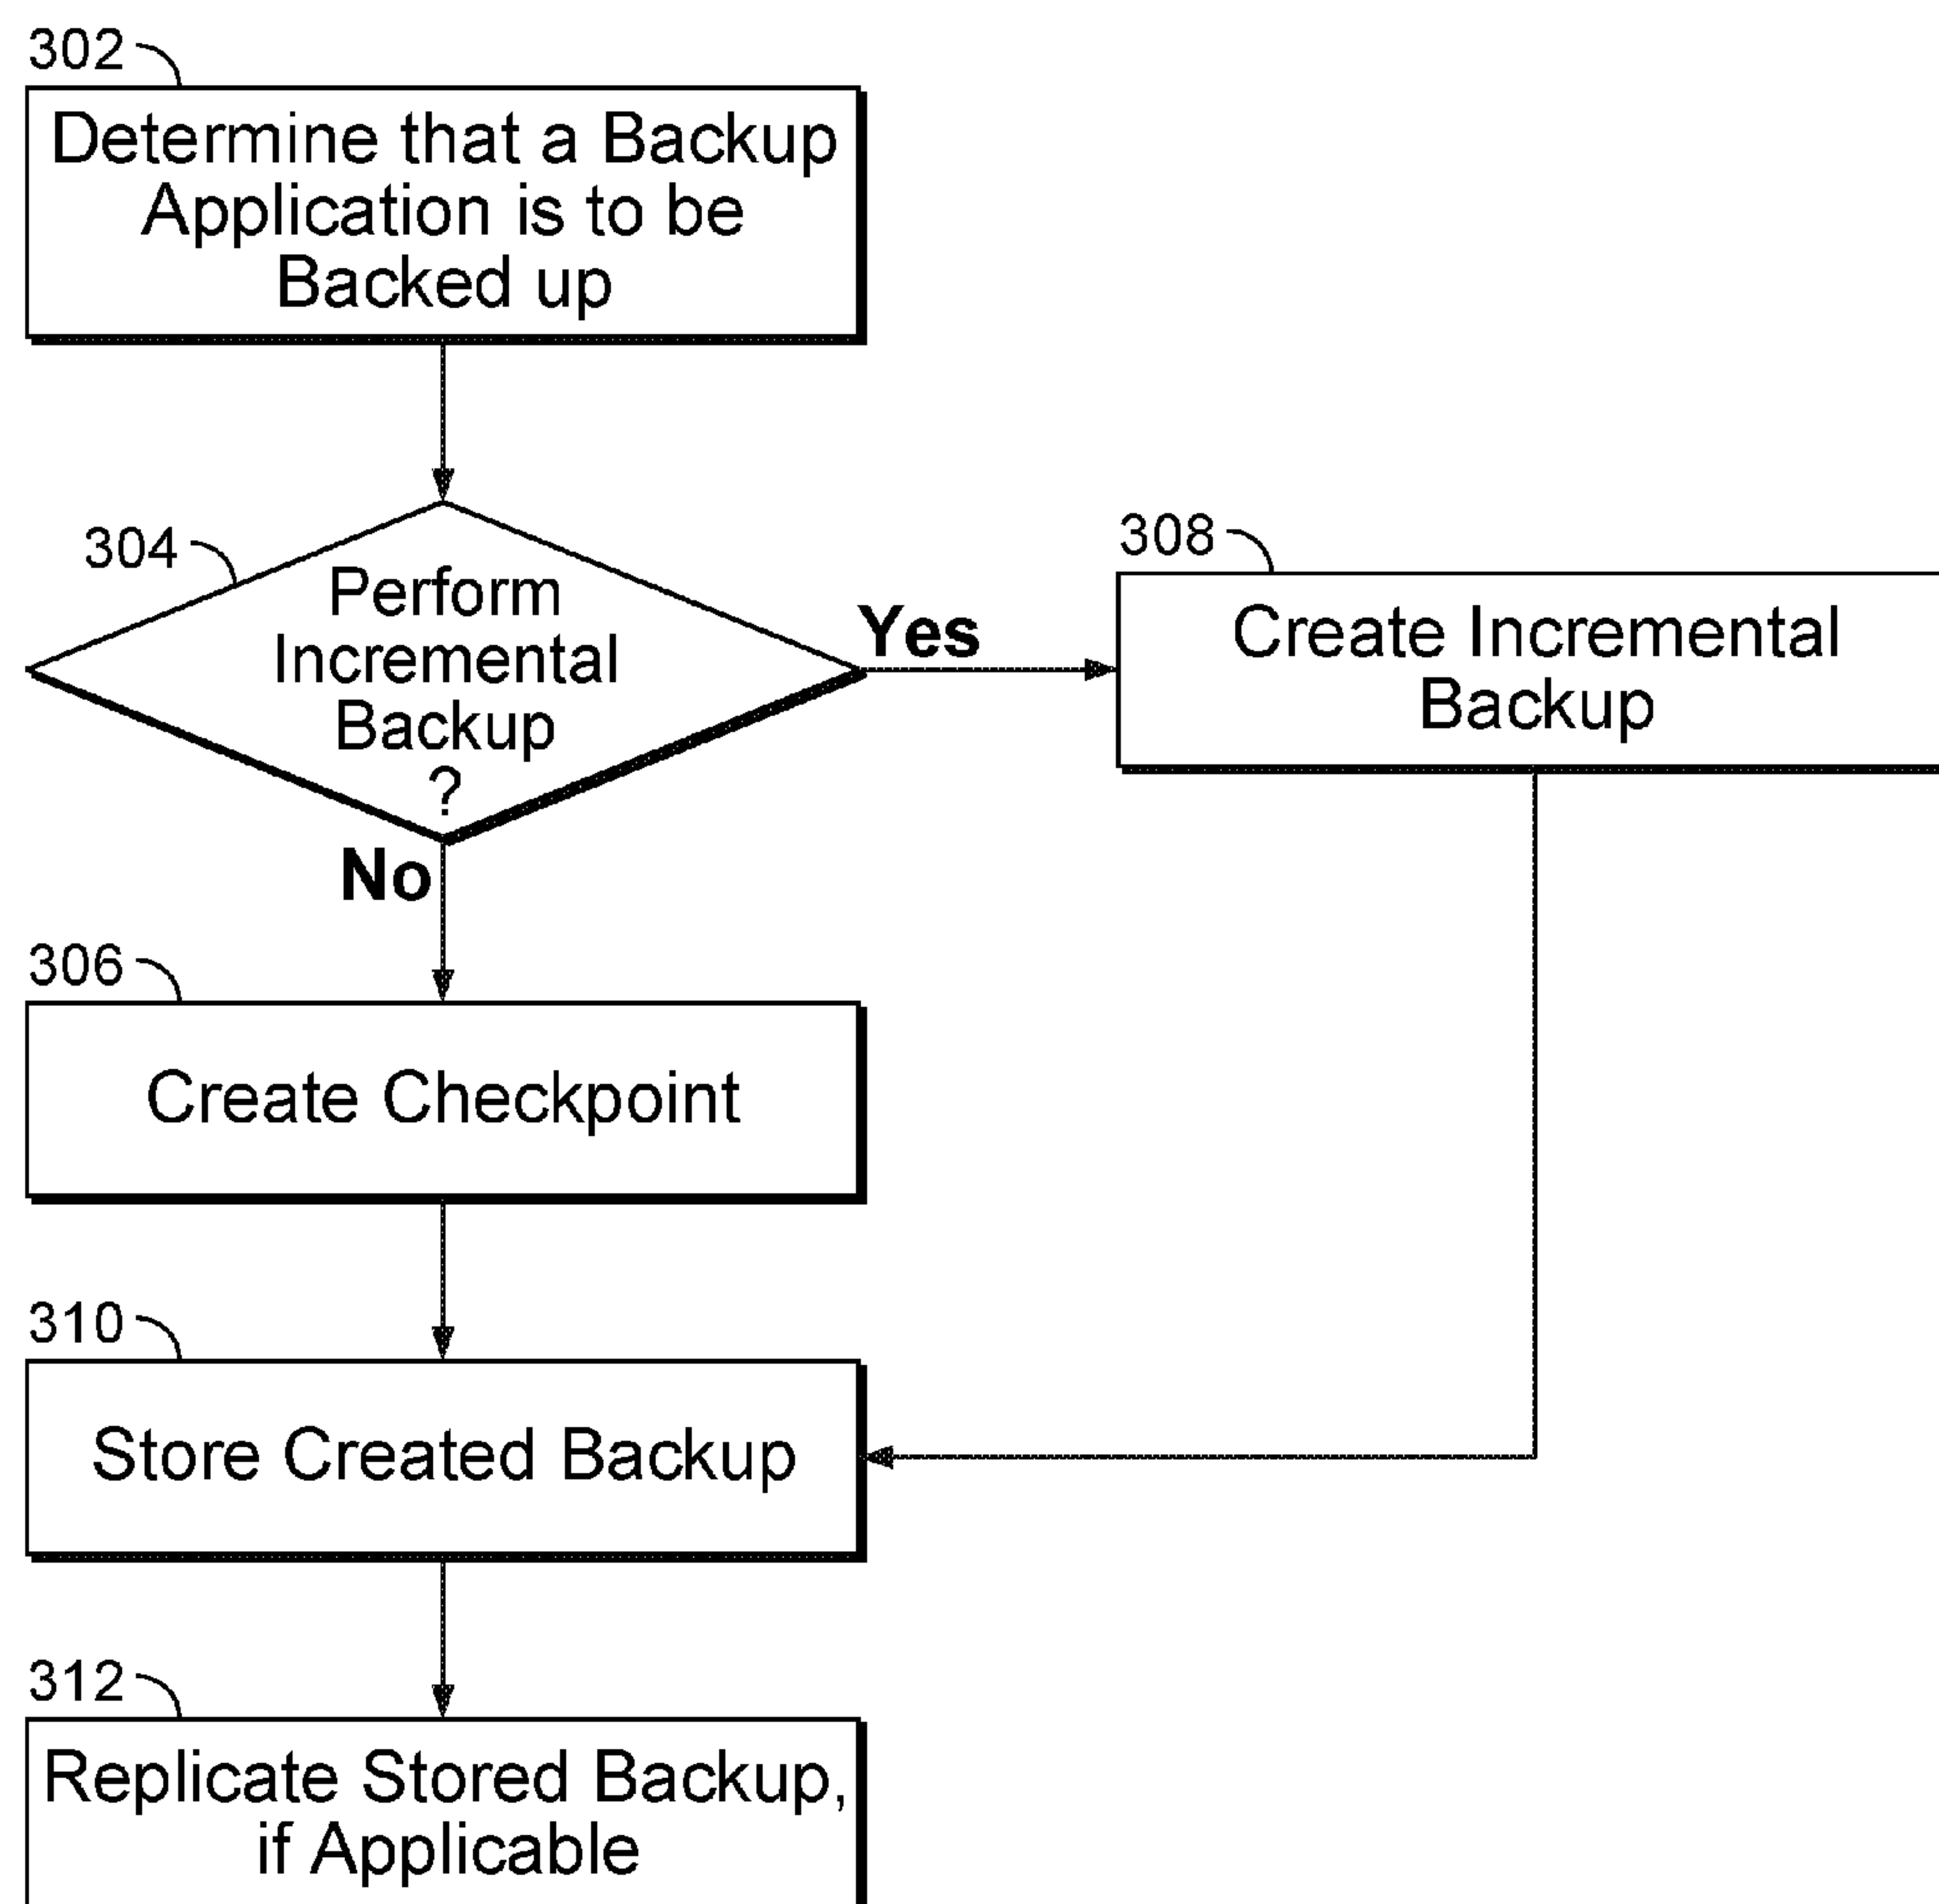 302
Determine that a Backup
Application is to be
Backed up
304
Perform
Incremental
Backup
?
Yes
No
308
Create Incremental
Backup
306
Create Checkpoint
310
Store Created Backup
312
Replicate Stored Backup,
if Applicable